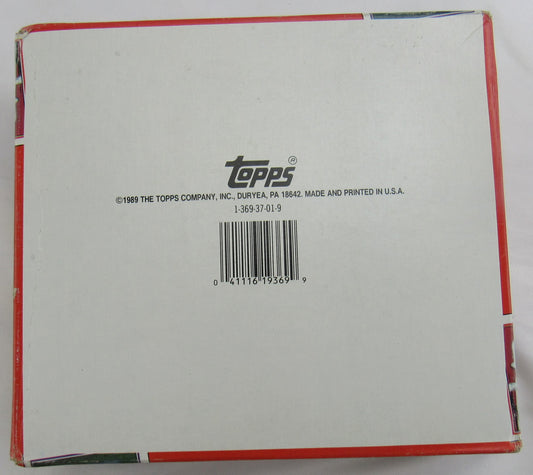 TOPPS®
©1989 THE TOPPS COMPANY, INC., DURYEA, PA 18642. MADE AND PRINTED IN U.S.A.
1-369-37-01-9
0 41116 19369 9